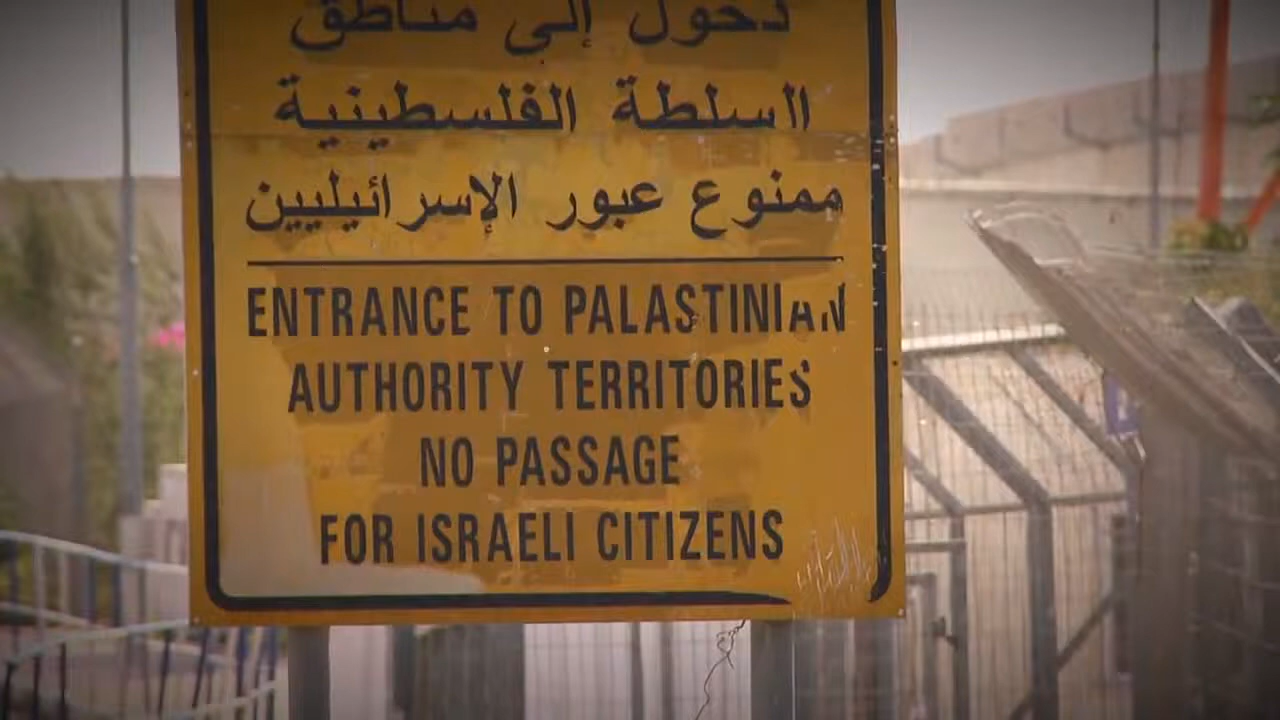 دخول إلى مناطق
السلطة الفلسطينية
ممنوع عبور الإسرائيليين
ENTRANCE TO PALASTINIAN
AUTHORITY TERRITORIES
NO PASSAGE
FOR ISRAELI CITIZENS